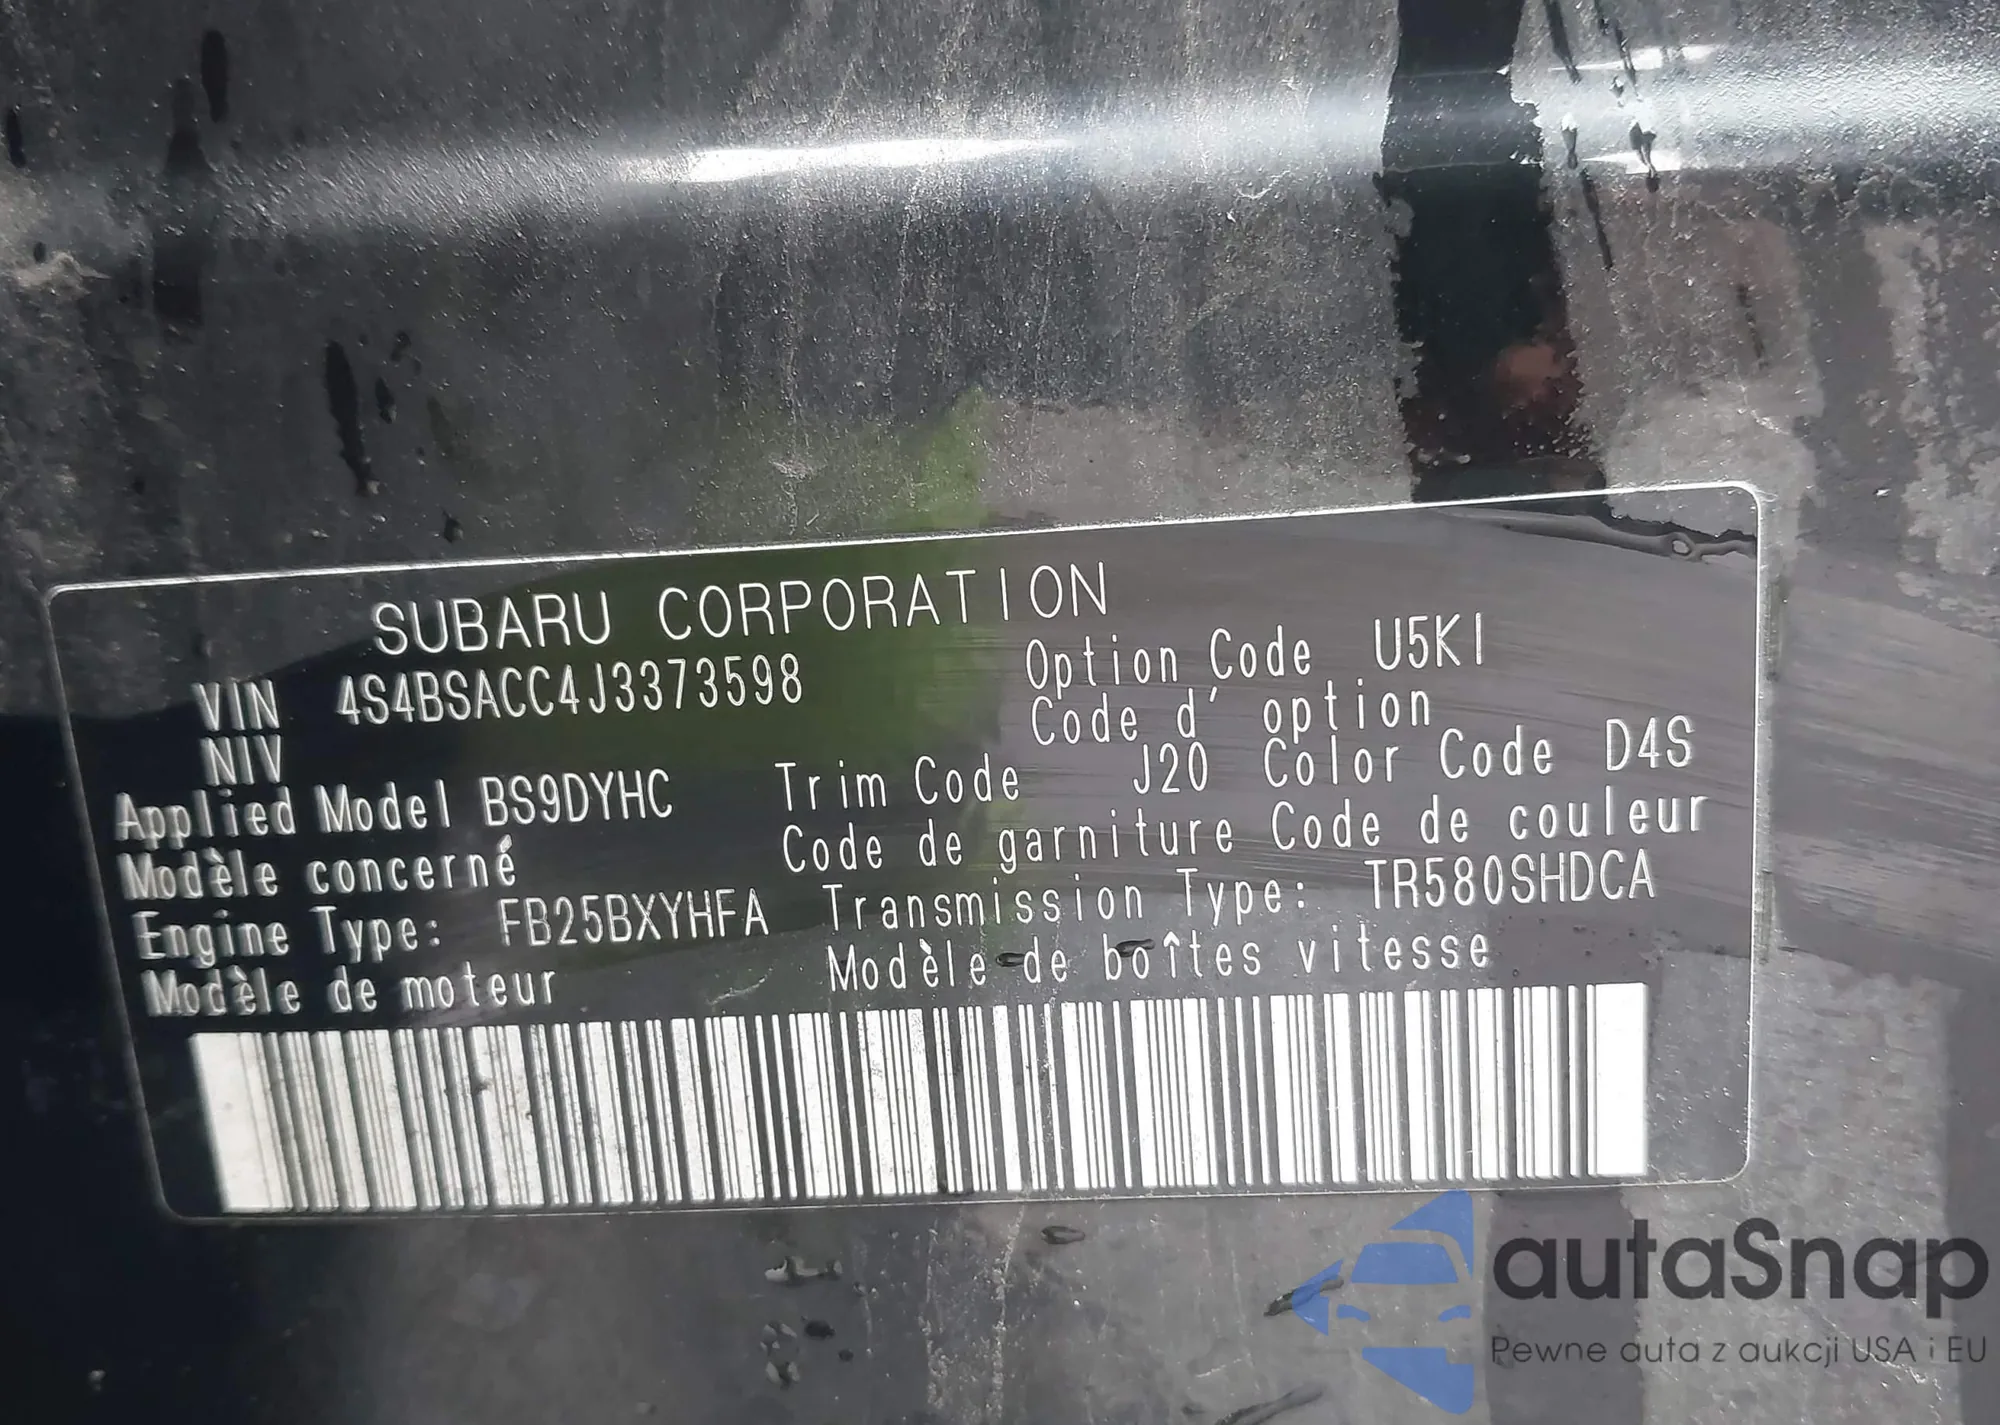 SUBARU CORPORATION
VIN 4S4BSACC4J3373598 Option Code U5KI
NIV Code d' option
Applied Model BS9DYHC Trim Code J20 Color Code D4S
Modèle concerné Code de garniture Code de couleur
Engine Type: FB25BXYHFA Transmission Type: TR580SHDCA
Modèle de moteur Modèle de boîtes vitesse
autaSnap
Pewne auta z aukcji USA i EU